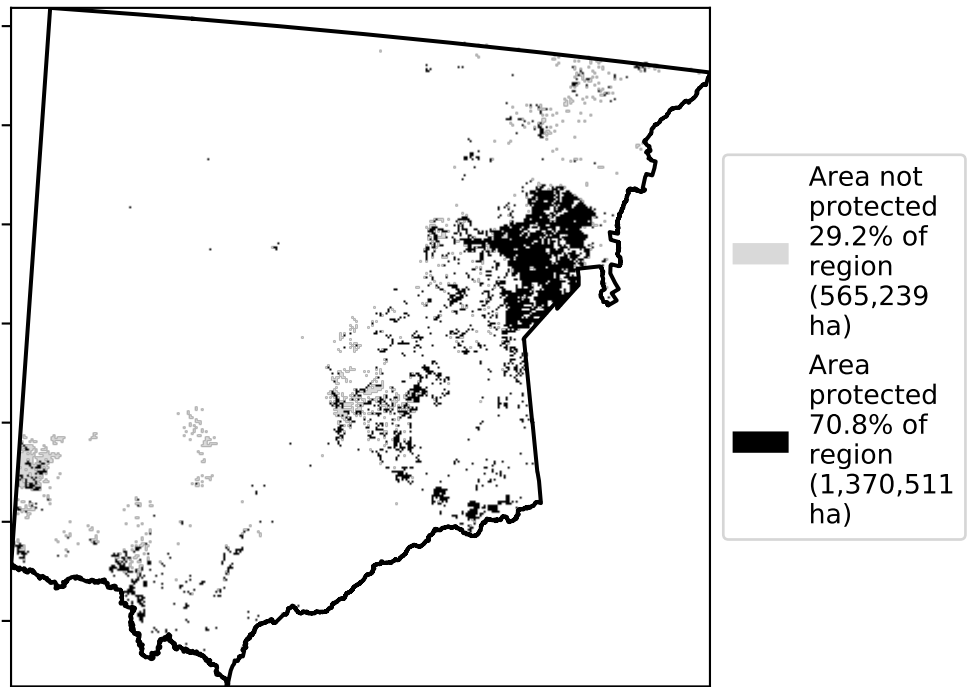 Area not
protected
29.2% of
region
(565,239
ha)
Area
protected
70.8% of
region
(1,370,511
ha)